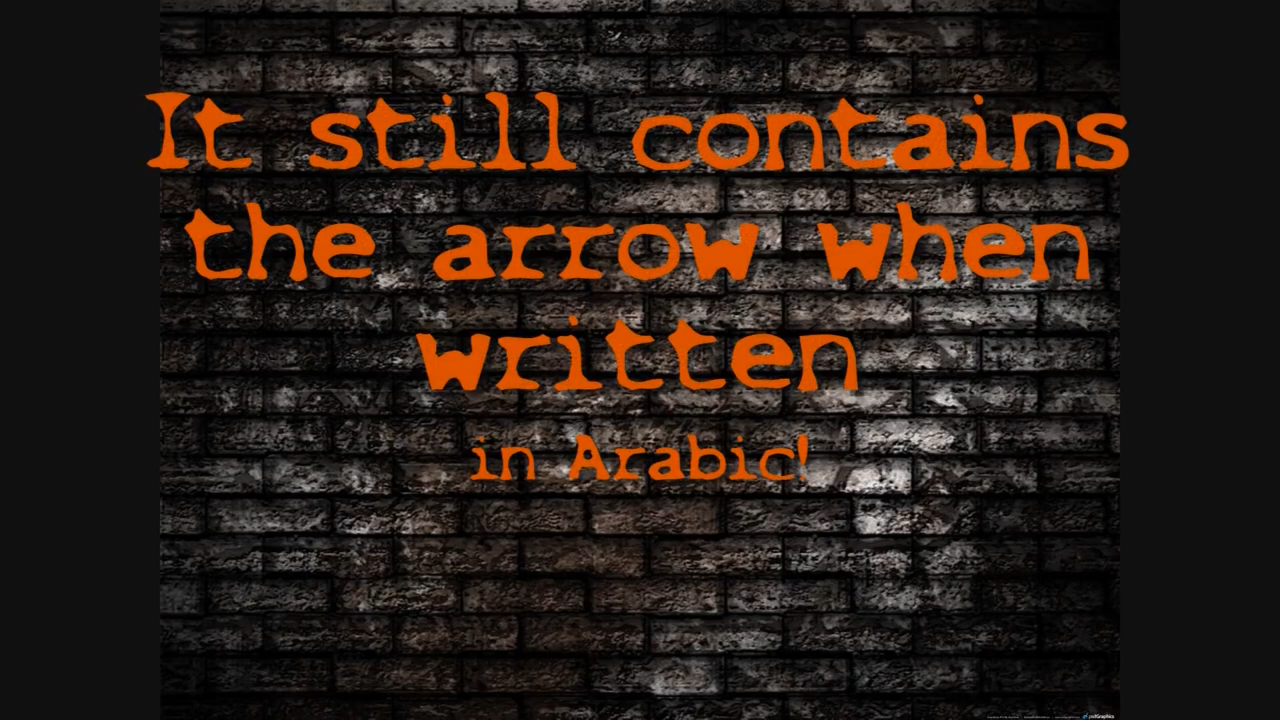 It still contains
the arrow when
written
in Arabic!